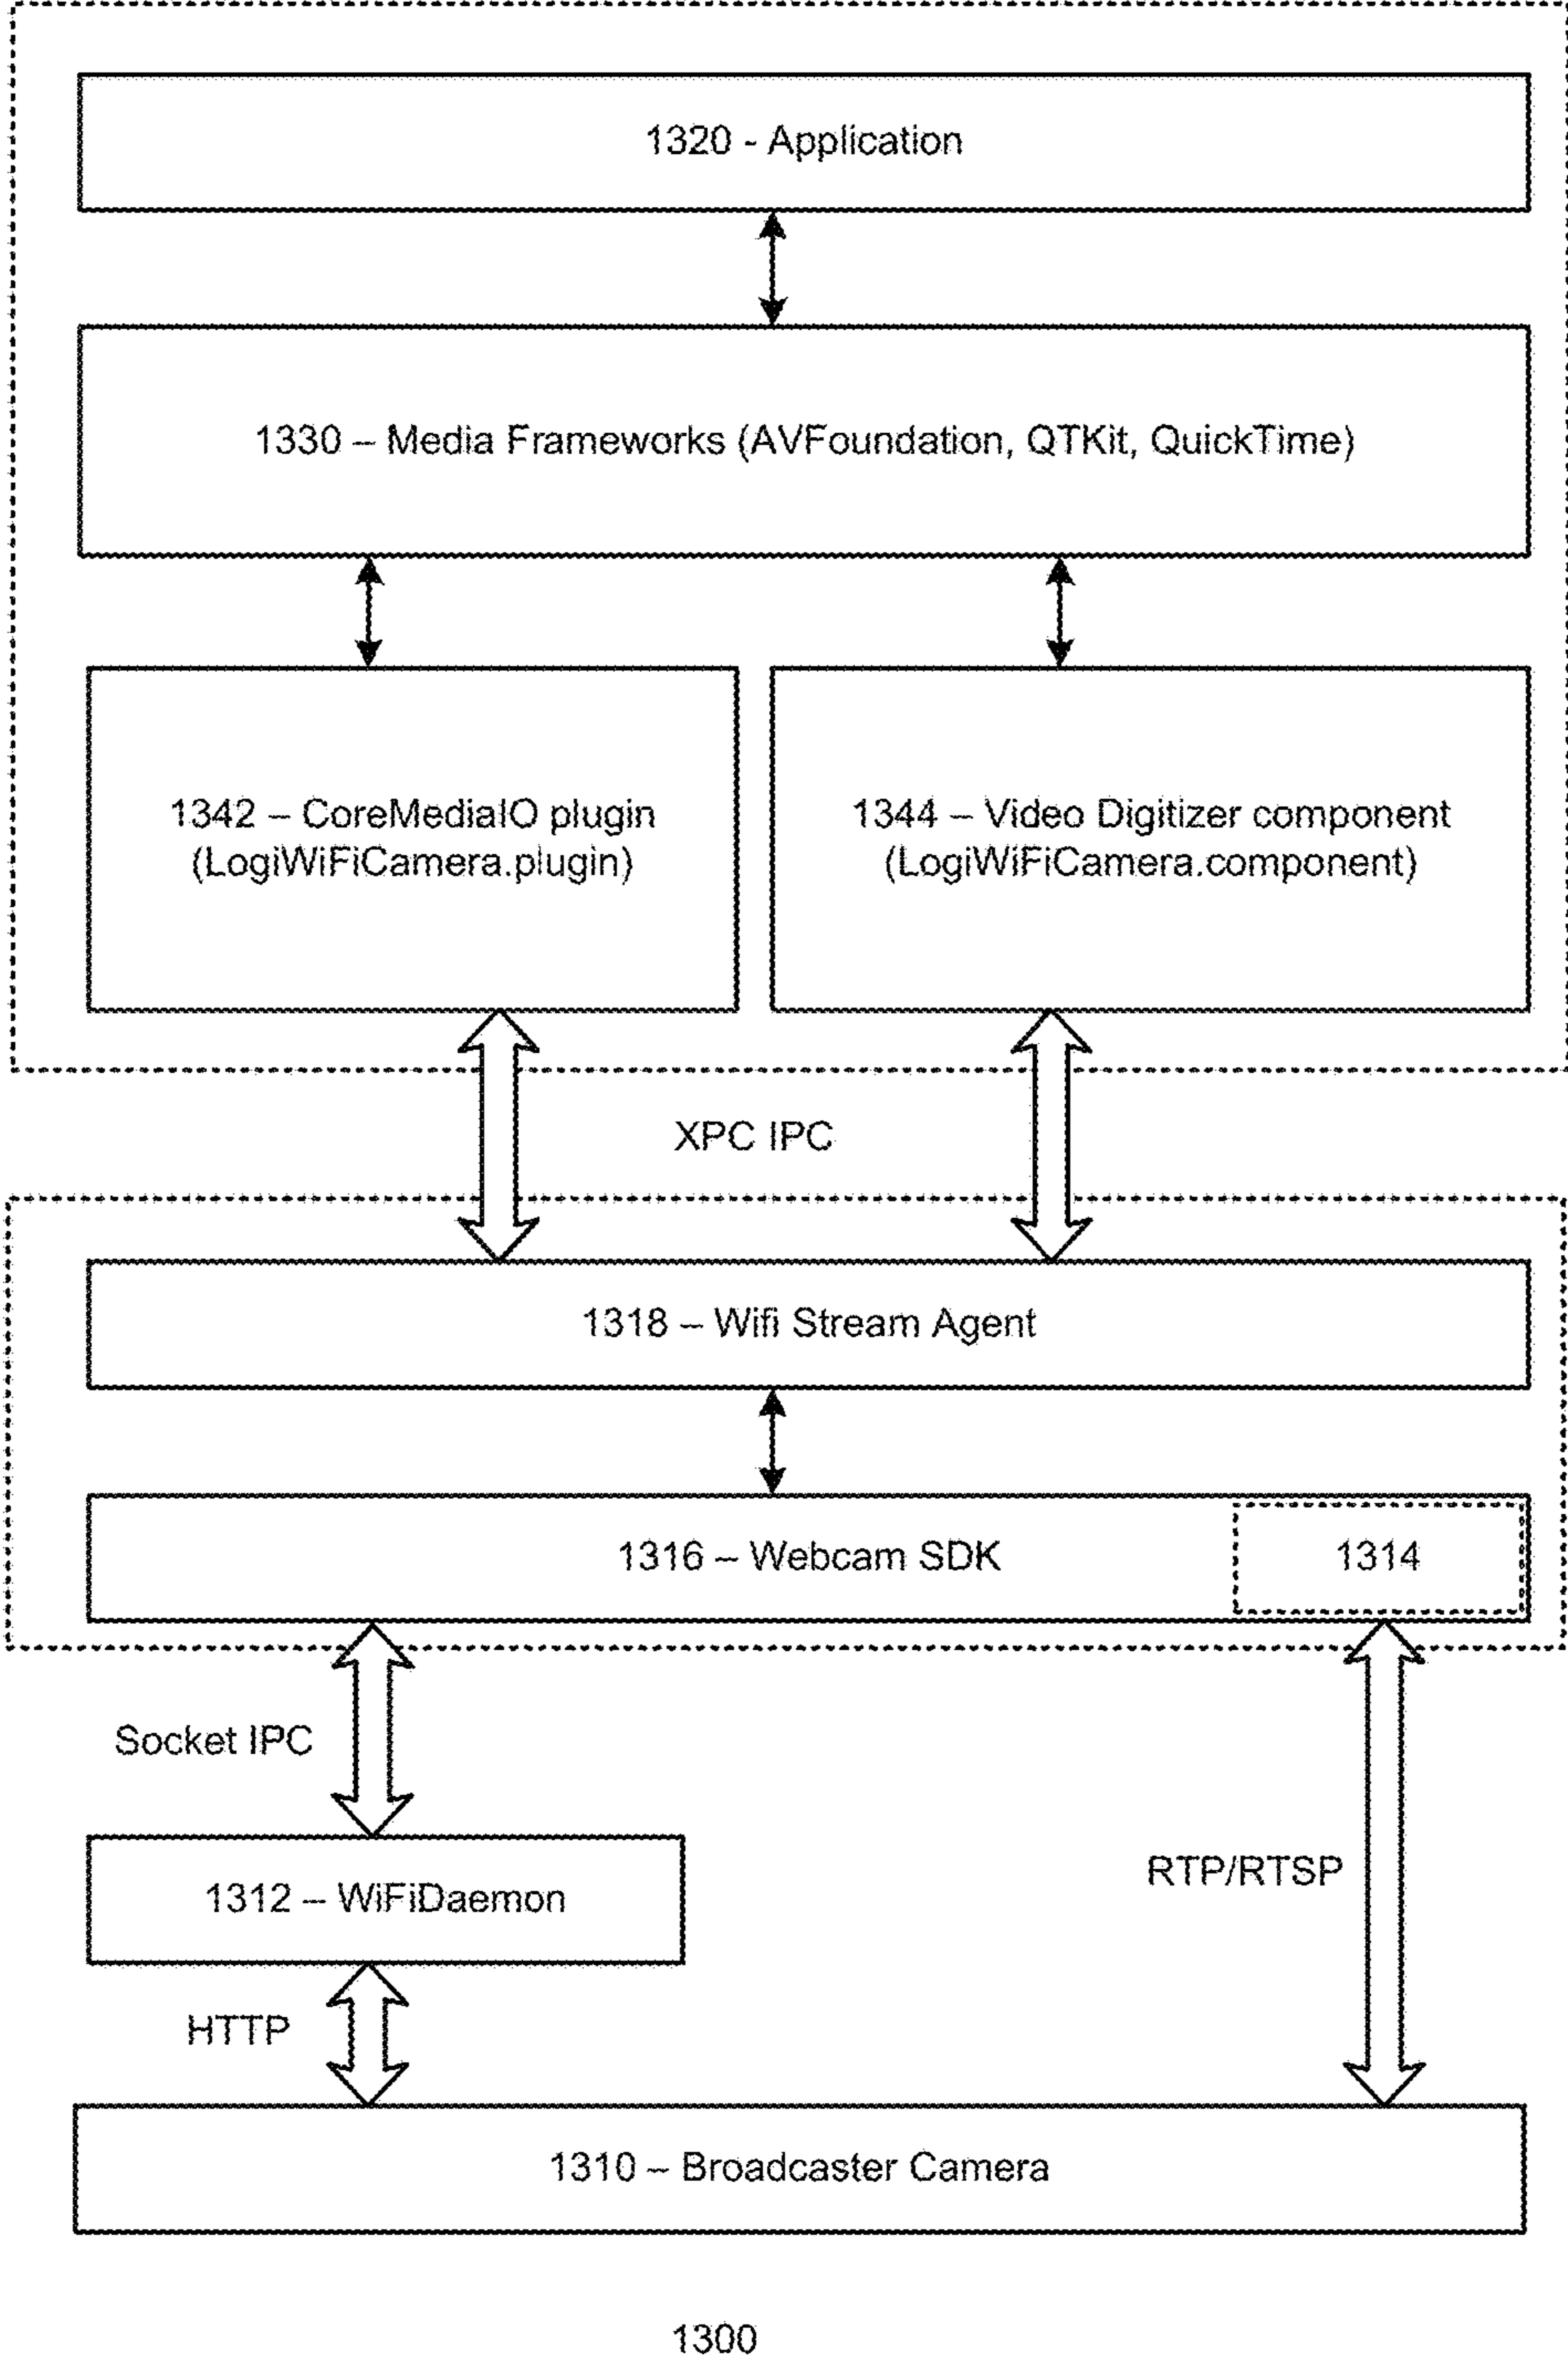 1320 - Application
1330 – Media Frameworks (AVFoundation, QTKit, QuickTime)
1342 – CoreMediaIO plugin
(LogiWiFiCamera.plugin)
1344 – Video Digitizer component
(LogiWiFiCamera.component)
XPC IPC
1318 – Wifi Stream Agent
1316 – Webcam SDK
1314
Socket IPC
1312 – WiFiDaemon
RTP/RTSP
HTTP
1310 – Broadcaster Camera
1300